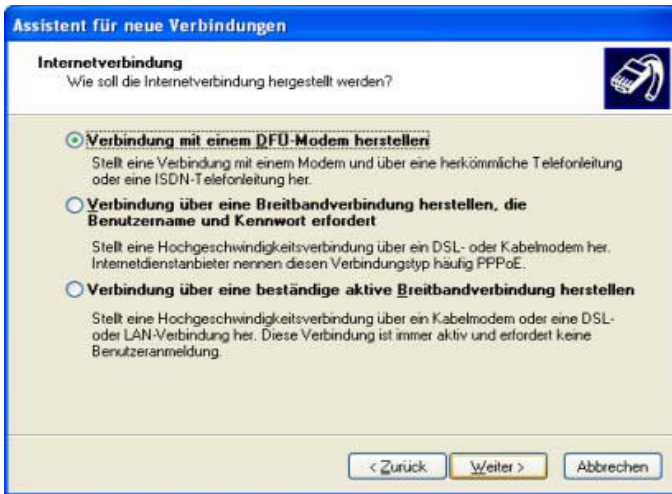 Assistent für neue Verbindungen
Internetverbindung
Wie soll die Internetverbindung hergestellt werden?
Verbindung mit einem DFÜ-Modem herstellen
Stellt eine Verbindung mit einem Modem und über eine herkömmliche Telefonleitung
oder eine ISDN-Telefonleitung her.
Verbindung über eine Breitbandverbindung herstellen, die
Benutzername und Kennwort erfordert
Stellt eine Hochgeschwindigkeitsverbindung über ein DSL- oder Kabelmodem her.
Internetdienstanbieter nennen diesen Verbindungstyp häufig PPPoE.
Verbindung über eine beständige aktive Breitbandverbindung herstellen
Stellt eine Hochgeschwindigkeitsverbindung über ein Kabelmodem oder eine DSL-
oder LAN-Verbindung her. Diese Verbindung ist immer aktiv und erfordert keine
Benutzeranmeldung.
< Zurück Weiter > Abbrechen